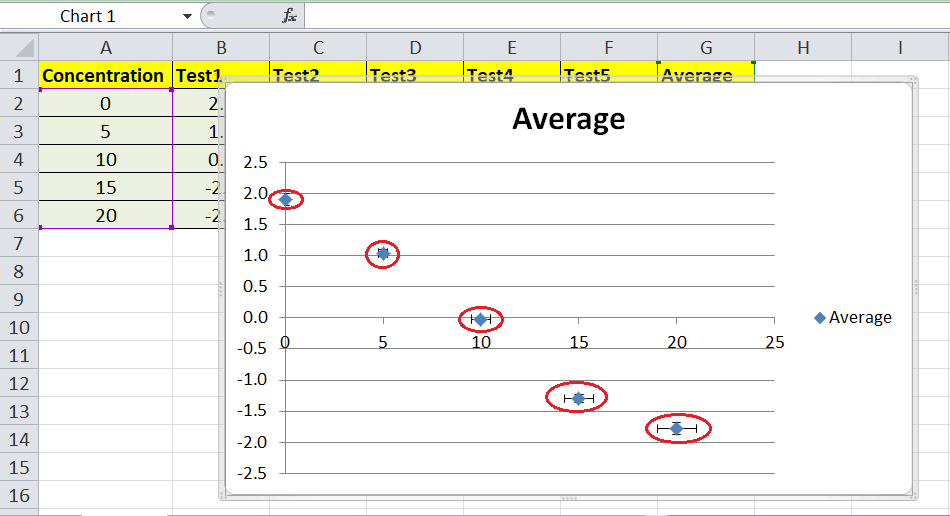 Chart 1
fx
A B C D E F G H I
1 Concentration Test1 Test2 Test3 Test4 Test5 Average
2 0 2.
3 5 1.
4 10 0.
5 15 -2
6 20 -2
7
8
9
10
11
12
13
14
15
16
Average
2.5
2.0
1.5
1.0
0.5
0.0
-0.5
-1.0
-1.5
-2.0
-2.5
0 5 10 15 20 25
Average